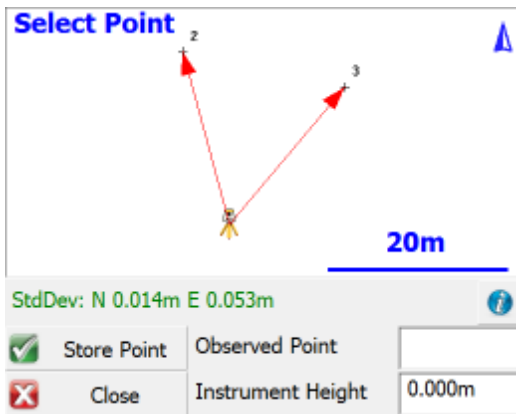 Select Point
2
3
20m
StdDev: N 0.014m E 0.053m
Store Point
Observed Point
Close
Instrument Height
0.000m